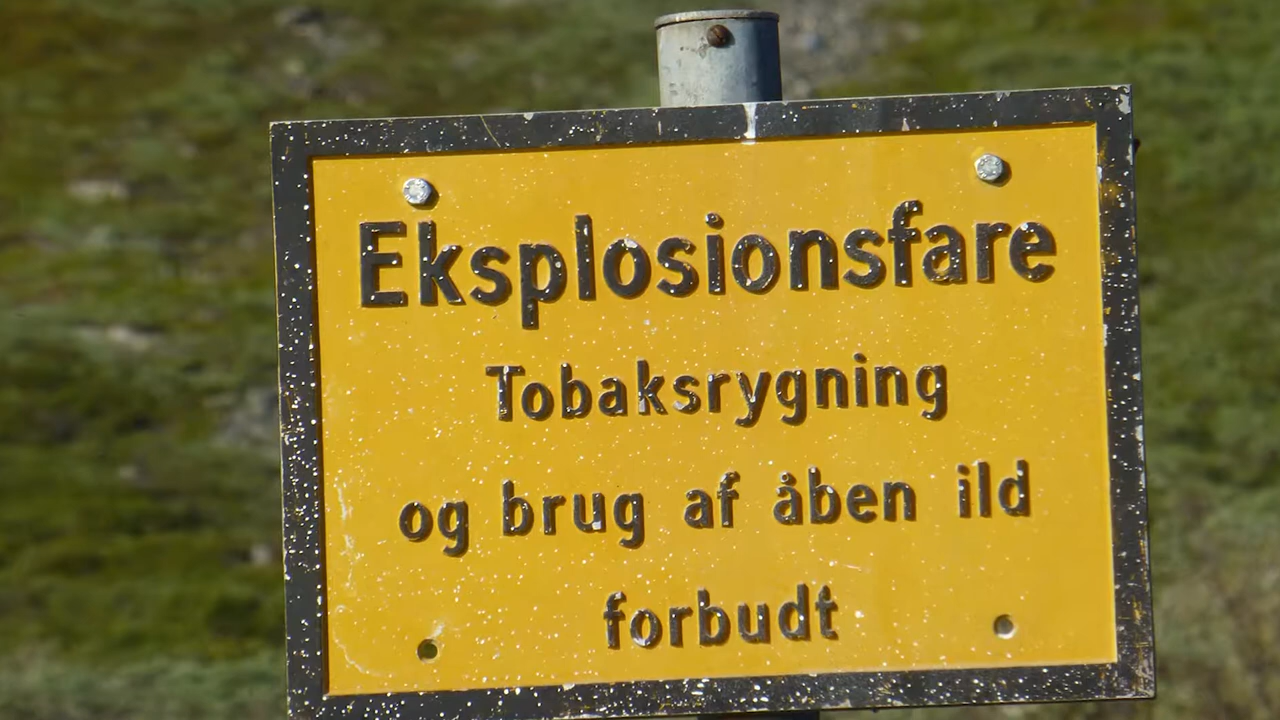 Eksplosionsfare
Tobaksrygning
og brug af åben ild
forbudt